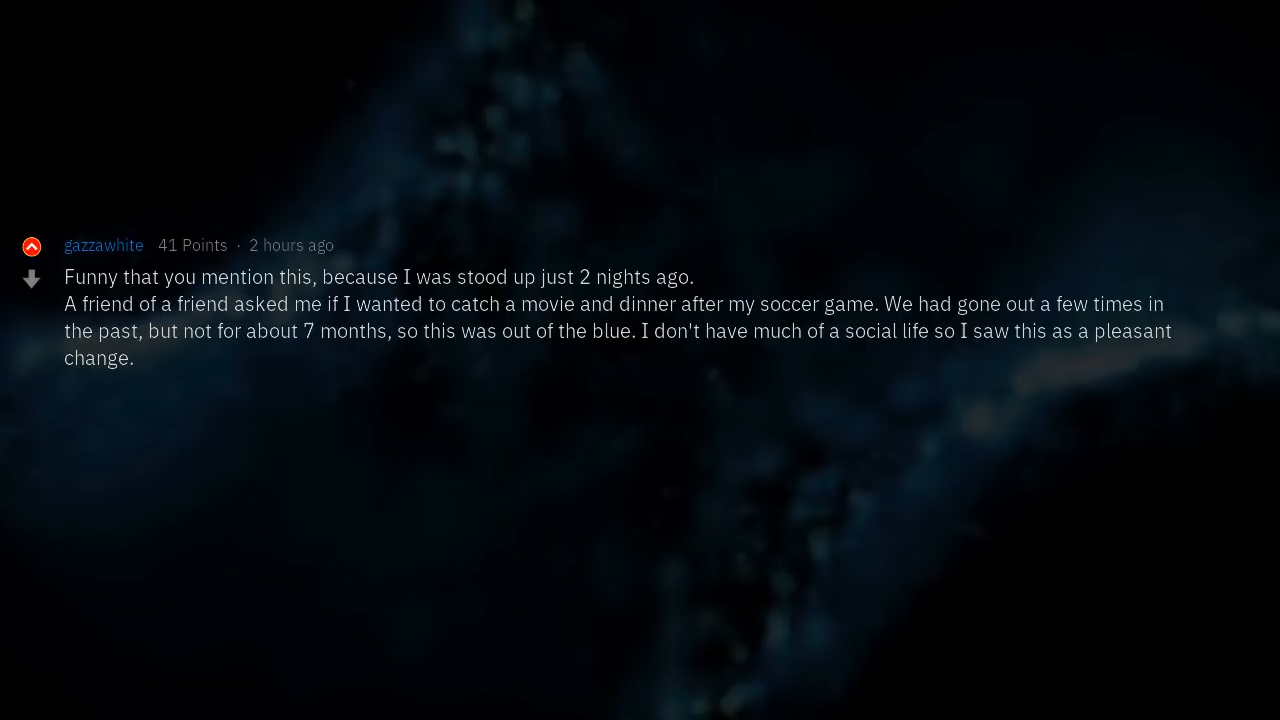 gazzawhite 41 Points · 2 hours ago
Funny that you mention this, because I was stood up just 2 nights ago.
A friend of a friend asked me if I wanted to catch a movie and dinner after my soccer game. We had gone out a few times in
the past, but not for about 7 months, so this was out of the blue. I don't have much of a social life so I saw this as a pleasant
change.